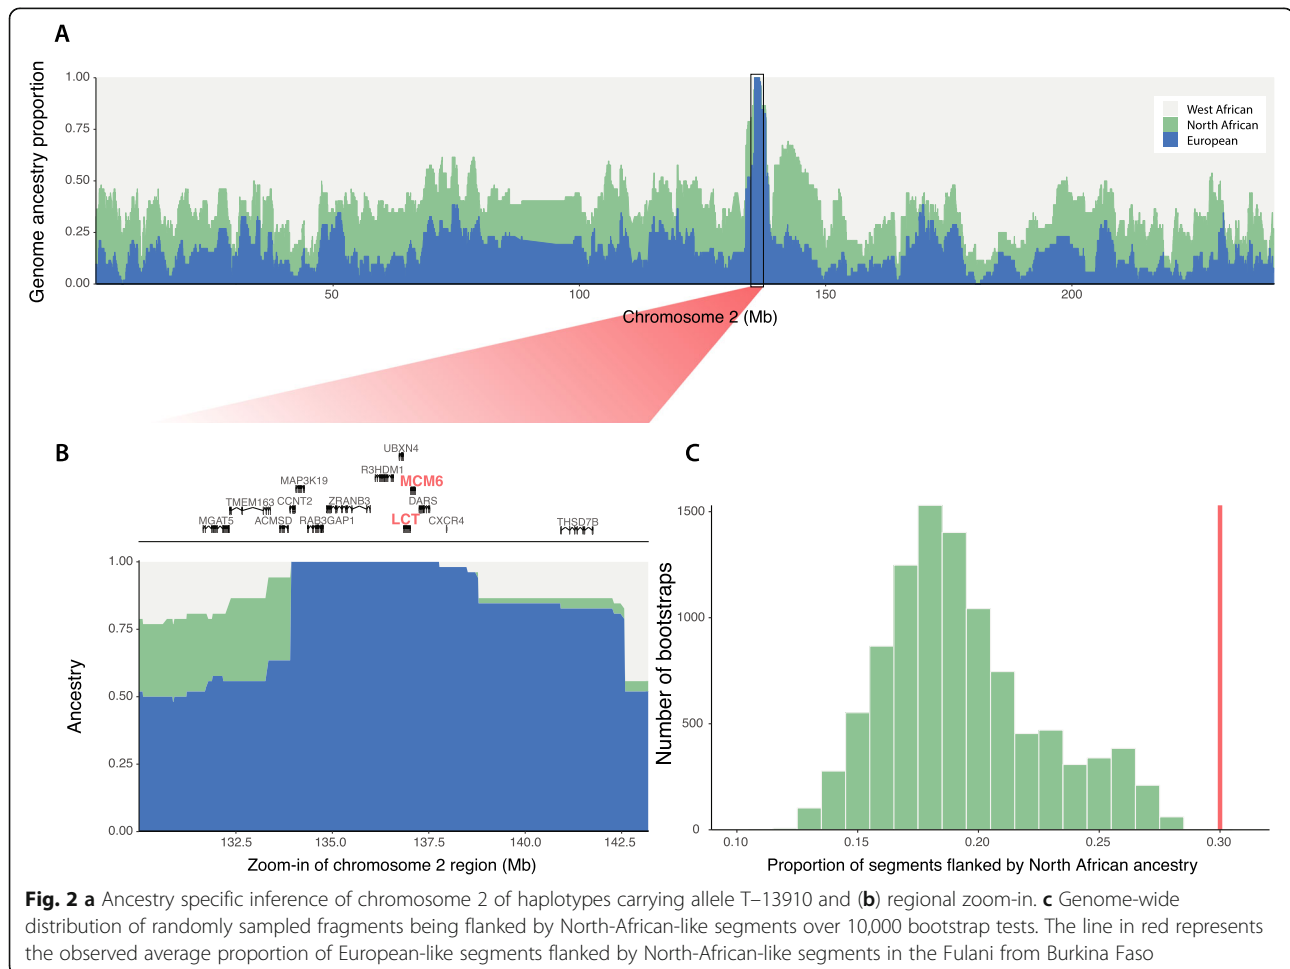 A
Genome ancestry proportion
1.00
0.75
0.50
0.25
0.00
West African
North African
European
50
100
150
200
Chromosome 2 (Mb)
B
UBXN4
R3HDM1
MAP3K19
MCM6
TMEM163
CCNT2
ZRANB3
DARS
MGAT5
ACMSD
RAB3GAP1
LCT
CXCR4
THSD7B
Ancestry
1.00
0.75
0.50
0.25
0.00
132.5
135.0
137.5
140.0
142.5
Zoom-in of chromosome 2 region (Mb)
C
Number of bootstraps
1500
1000
500
0
0.10
0.15
0.20
0.25
0.30
Proportion of segments flanked by North African ancestry
Fig. 2 a Ancestry specific inference of chromosome 2 of haplotypes carrying allele T–13910 and (b) regional zoom-in. c Genome-wide
distribution of randomly sampled fragments being flanked by North-African-like segments over 10,000 bootstrap tests. The line in red represents
the observed average proportion of European-like segments flanked by North-African-like segments in the Fulani from Burkina Faso